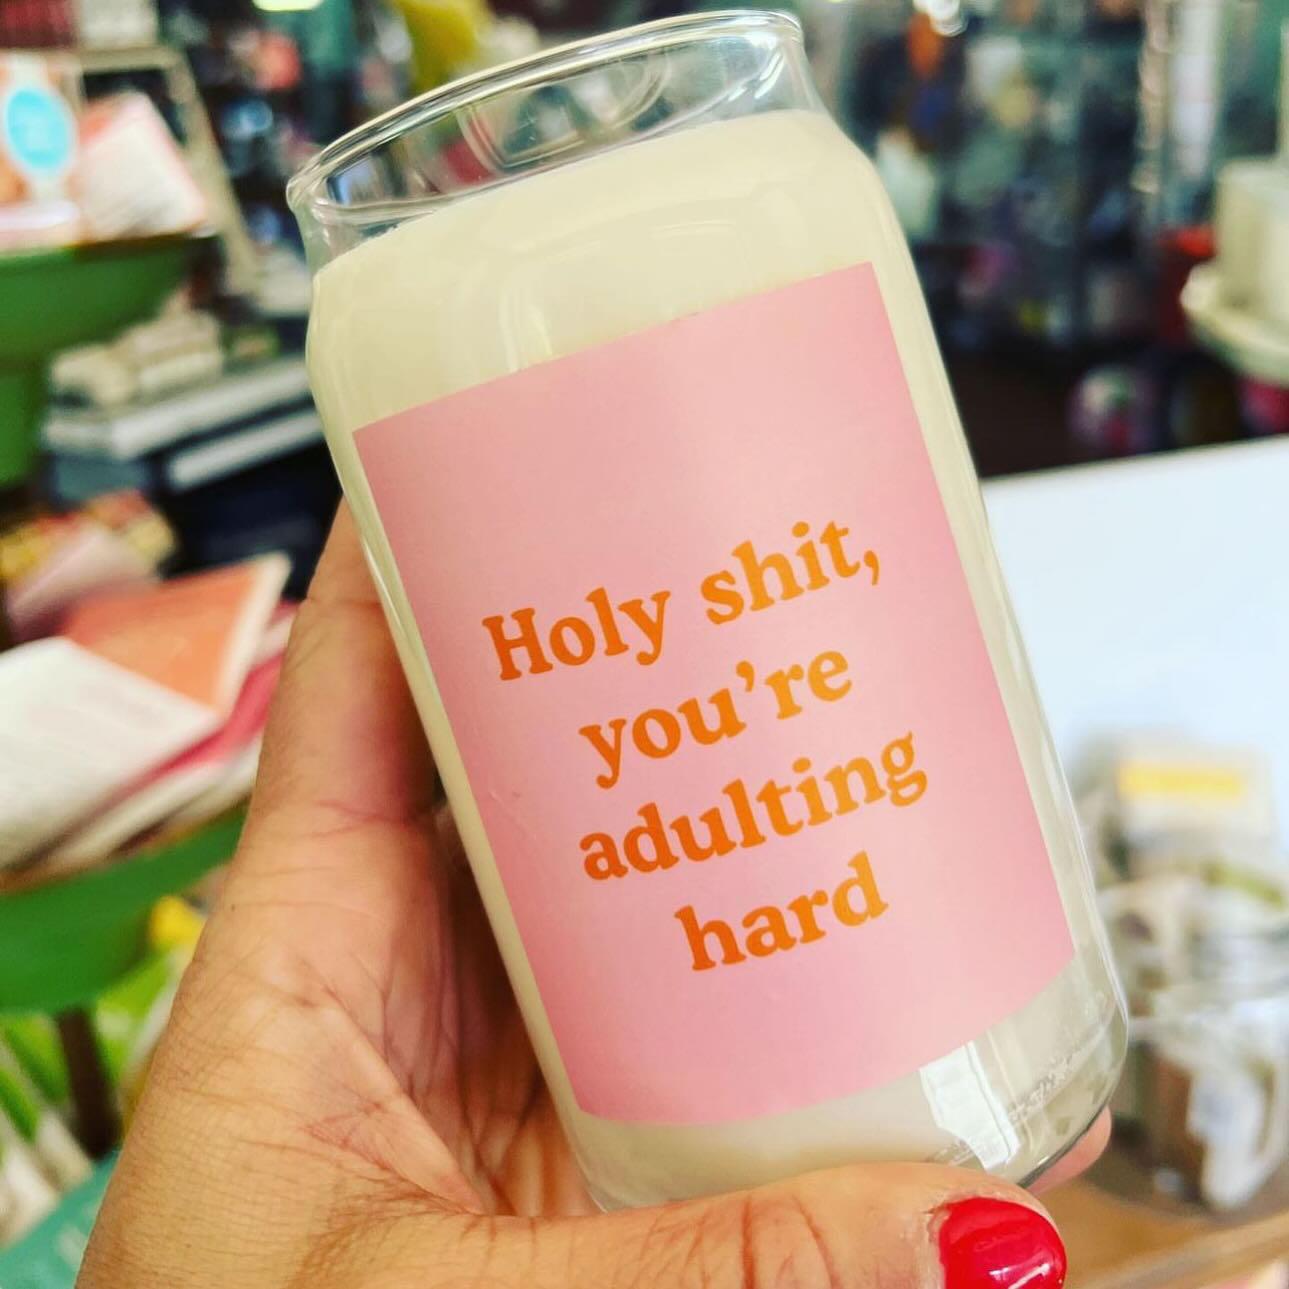 Holy shit,
you're
adulting
hard